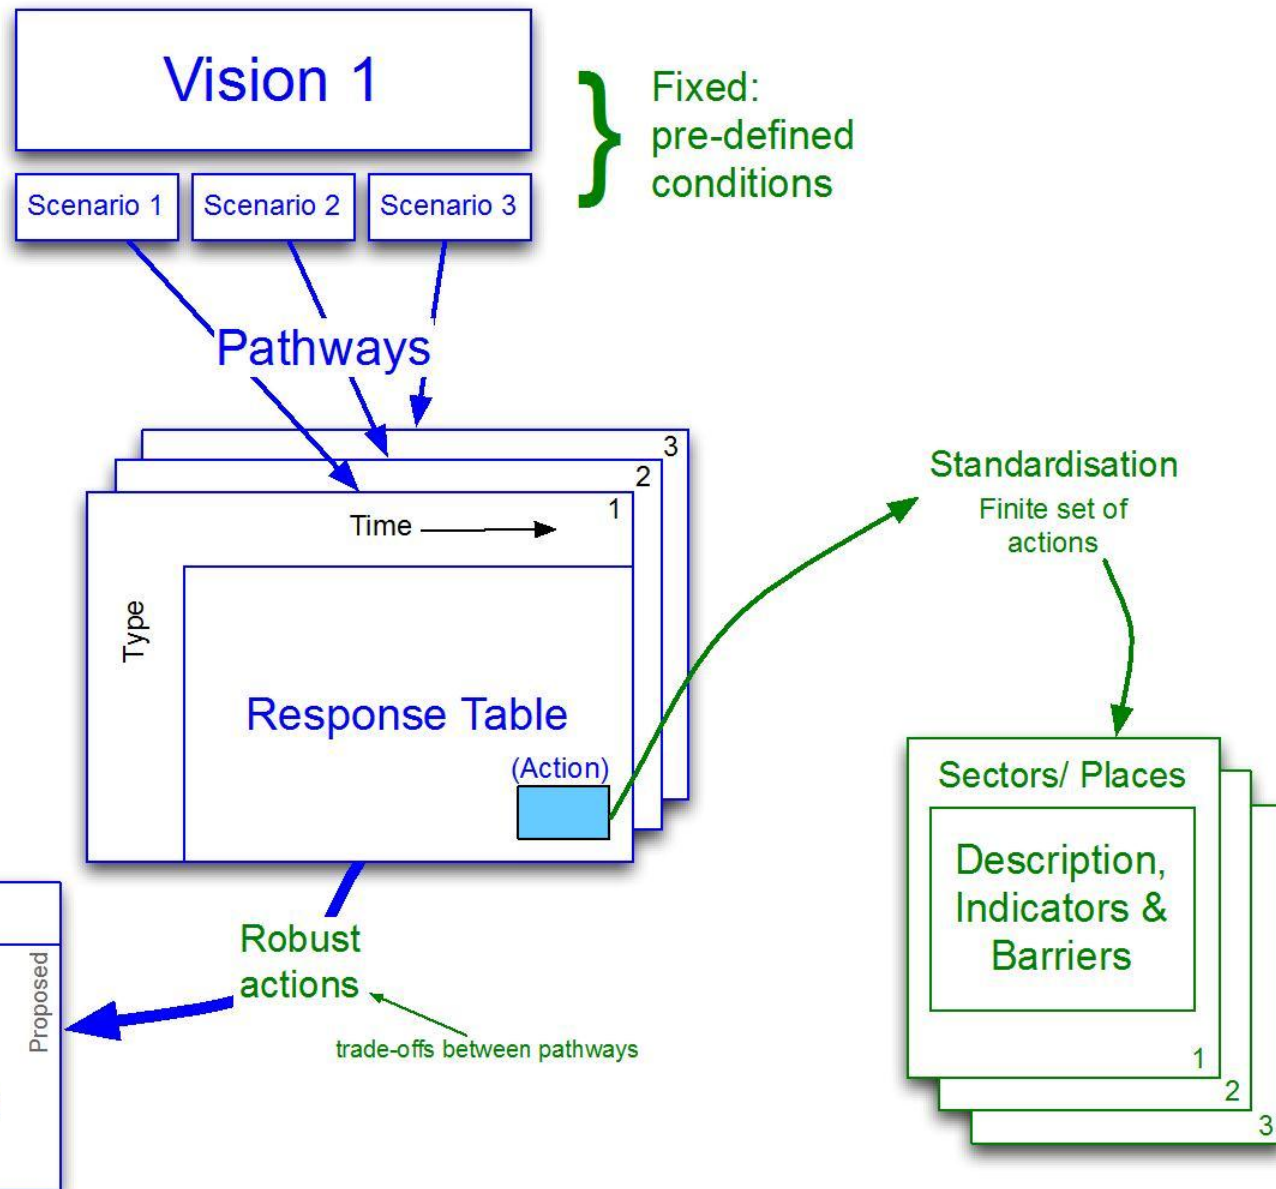 Vision 1
Fixed:
pre-defined
conditions
Scenario 1
Scenario 2
Scenario 3
Pathways
3
2
1
Time
Type
Response Table
(Action)
Standardisation
Finite set of
actions
Sectors/ Places
Description,
Indicators &
Barriers
1
2
3
Robust
actions
trade-offs between pathways
Proposed